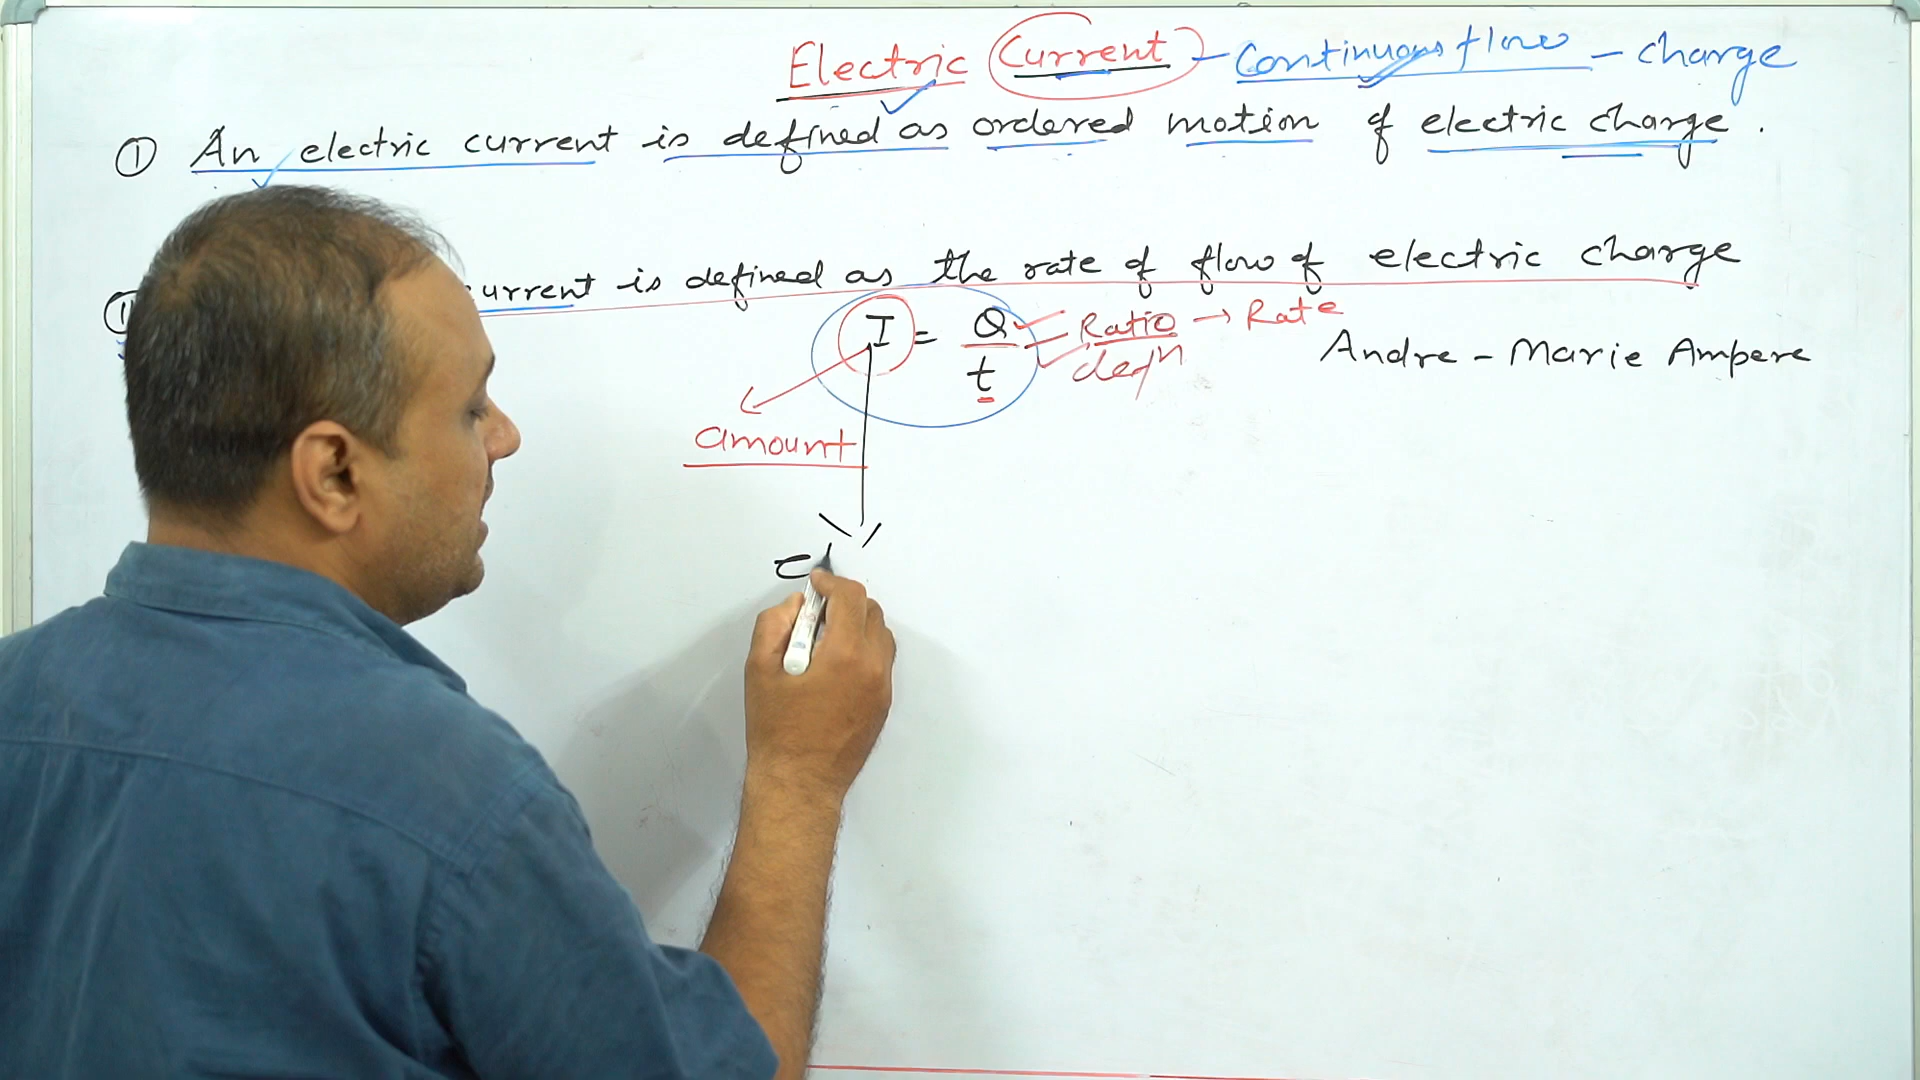 Electric Current - Continuous flow - charge
① An electric current is defined as ordered motion of electric charge.
urrent is defined as the rate of flow of electric charge
I = Q/t = Ratio → Rate
deqⁿ
Andre - Marie Ampere
amount